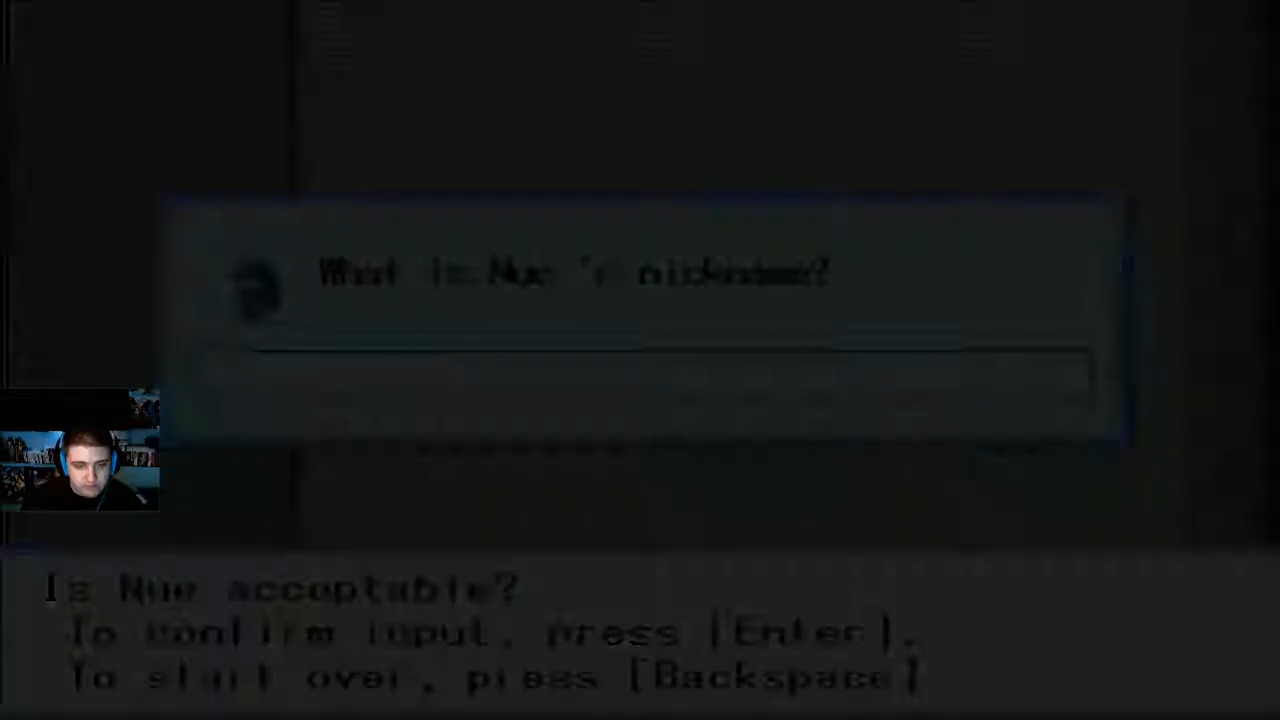 What is Nue 's nickname?
Is Nue acceptable?
To confirm input, press [Enter].
To start over, press [Backspace]